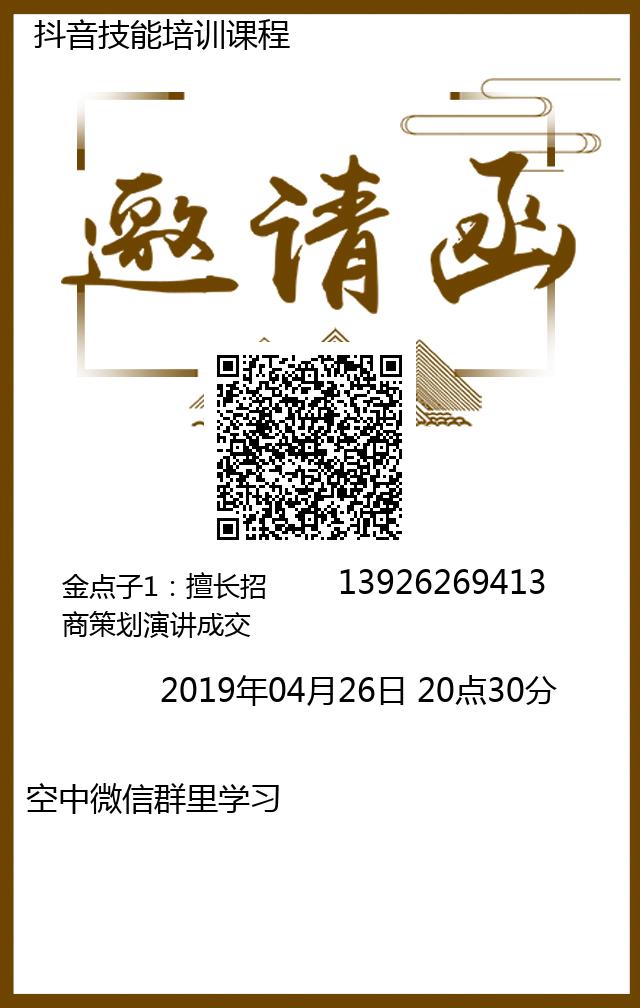 抖音技能培训课程
邀请函
金点子1：擅长招
商策划演讲成交
13926269413
2019年04月26日 20点30分
空中微信群里学习